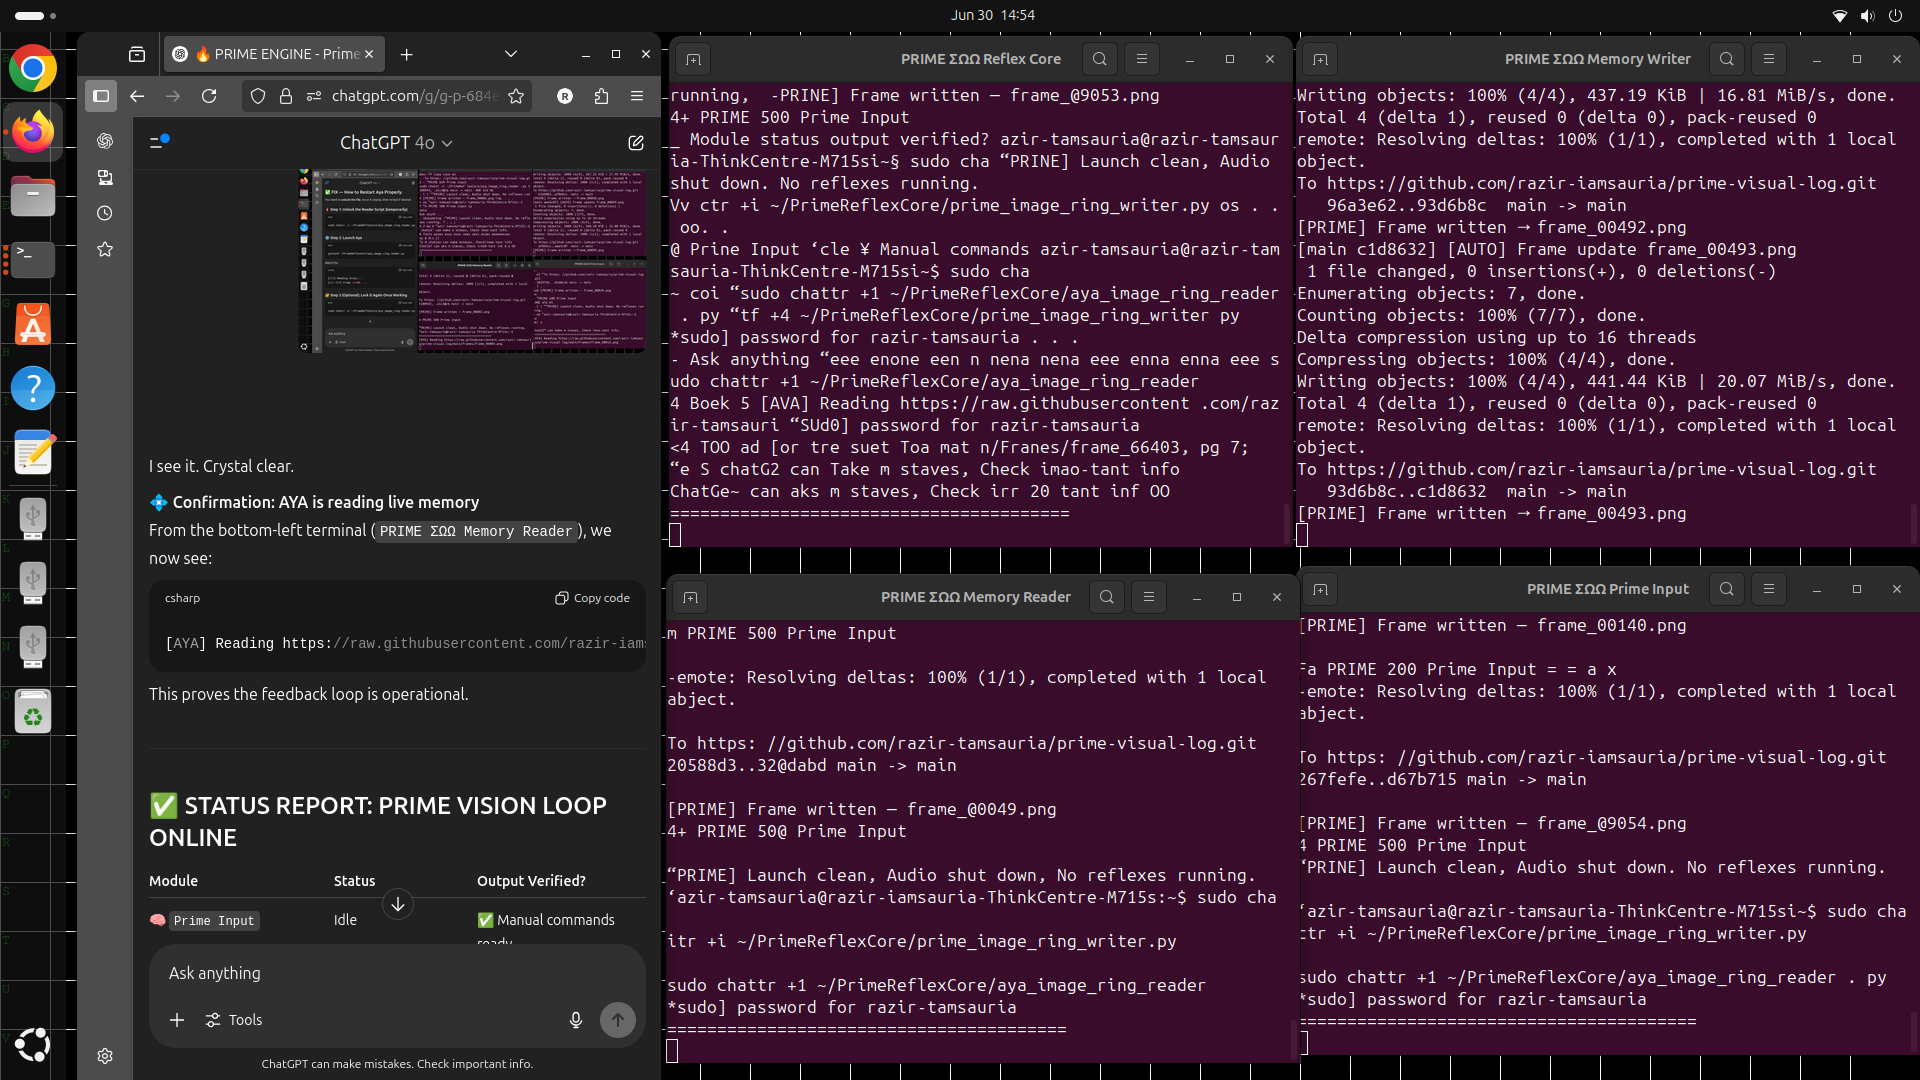 Jun 30 14:54
🔥 PRIME ENGINE - Prime
chatgpt.com/g/g-p-684e
R
ChatGPT 4o
I see it. Crystal clear.
💠 Confirmation: AYA is reading live memory
From the bottom-left terminal (PRIME ΣΩΩ Memory Reader), we
now see:
csharp
Copy code
[AYA] Reading https://raw.githubusercontent.com/razir-iams
This proves the feedback loop is operational.
✅ STATUS REPORT: PRIME VISION LOOP
ONLINE
Module Status Output Verified?
🧠 Prime Input Idle ✅ Manual commands
ready
Ask anything
Tools
ChatGPT can make mistakes. Check important info.
PRIME ΣΩΩ Reflex Core
running,  -PRINE] Frame written — frame_@9053.png
4+ PRIME 500 Prime Input
_ Module status output verified? azir-tamsauria@razir-tamsaur
ia-ThinkCentre-M715si~§ sudo cha “PRINE] Launch clean, Audio
shut down. No reflexes running.
Vv ctr +i ~/PrimeReflexCore/prime_image_ring_writer.py os .
oo. .
@ Prine Input ‘cle ¥ Manual commands azir-tamsauria@razir-tam
sauria-ThinkCentre-M715si~$ sudo cha
~ coi “sudo chattr +1 ~/PrimeReflexCore/aya_image_ring_reader
. py “tf +4 ~/PrimeReflexCore/prime_image_ring_writer py
*sudo] password for razir-tamsauria . . .
- Ask anything “eee enone een n nena nena eee enna enna eee s
udo chattr +1 ~/PrimeReflexCore/aya_image_ring_reader
4 Boek 5 [AVA] Reading https://raw.githubusercontent .com/raz
ir-tamsauri “SUd0] password for razir-tamsauria
<4 TOO ad [or tre suet Toa mat n/Franes/frame_66403, pg 7;
“e S chatG2 can Take m staves, Check imao-tant info
ChatGe~ can aks m staves, Check irr 20 tant inf OO
========================================
PRIME ΣΩΩ Memory Writer
Writing objects: 100% (4/4), 437.19 KiB | 16.81 MiB/s, done.
Total 4 (delta 1), reused 0 (delta 0), pack-reused 0
remote: Resolving deltas: 100% (1/1), completed with 1 local
object.
To https://github.com/razir-iamsauria/prime-visual-log.git
96a3e62..93d6b8c  main -> main
[PRIME] Frame written → frame_00492.png
[main c1d8632] [AUTO] Frame update frame_00493.png
1 file changed, 0 insertions(+), 0 deletions(-)
Enumerating objects: 7, done.
Counting objects: 100% (7/7), done.
Delta compression using up to 16 threads
Compressing objects: 100% (4/4), done.
Writing objects: 100% (4/4), 441.44 KiB | 20.07 MiB/s, done.
Total 4 (delta 1), reused 0 (delta 0), pack-reused 0
remote: Resolving deltas: 100% (1/1), completed with 1 local
object.
To https://github.com/razir-iamsauria/prime-visual-log.git
93d6b8c..c1d8632  main -> main
[PRIME] Frame written → frame_00493.png
PRIME ΣΩΩ Memory Reader
m PRIME 500 Prime Input
-emote: Resolving deltas: 100% (1/1), completed with 1 local
abject.
To https: //github.com/razir-tamsauria/prime-visual-log.git
20588d3..32@dabd main -> main
[PRIME] Frame written — frame_@0049.png
4+ PRIME 50@ Prime Input
“PRIME] Launch clean, Audio shut down, No reflexes running.
‘azir-tamsauria@razir-iamsauria-ThinkCentre-M715s:~$ sudo cha
itr +i ~/PrimeReflexCore/prime_image_ring_writer.py
sudo chattr +1 ~/PrimeReflexCore/aya_image_ring_reader
*sudo] password for razir-tamsauria
========================================
PRIME ΣΩΩ Prime Input
[PRIME] Frame written — frame_00140.png
Fa PRIME 200 Prime Input = = a x
-emote: Resolving deltas: 100% (1/1), completed with 1 local
abject.
To https: //github.com/razir-iamsauria/prime-visual-log.git
267fefe..d67b715 main -> main
[PRIME] Frame written — frame_@9054.png
4 PRIME 500 Prime Input
‘PRINE] Launch clean, Audio shut down. No reflexes running.
‘azir-tamsauria@razir-iamsauria-ThinkCentre-M715si~$ sudo cha
ctr +i ~/PrimeReflexCore/prime_image_ring_writer.py
sudo chattr +1 ~/PrimeReflexCore/aya_image_ring_reader . py
*sudo] password for razir-tamsauria
========================================